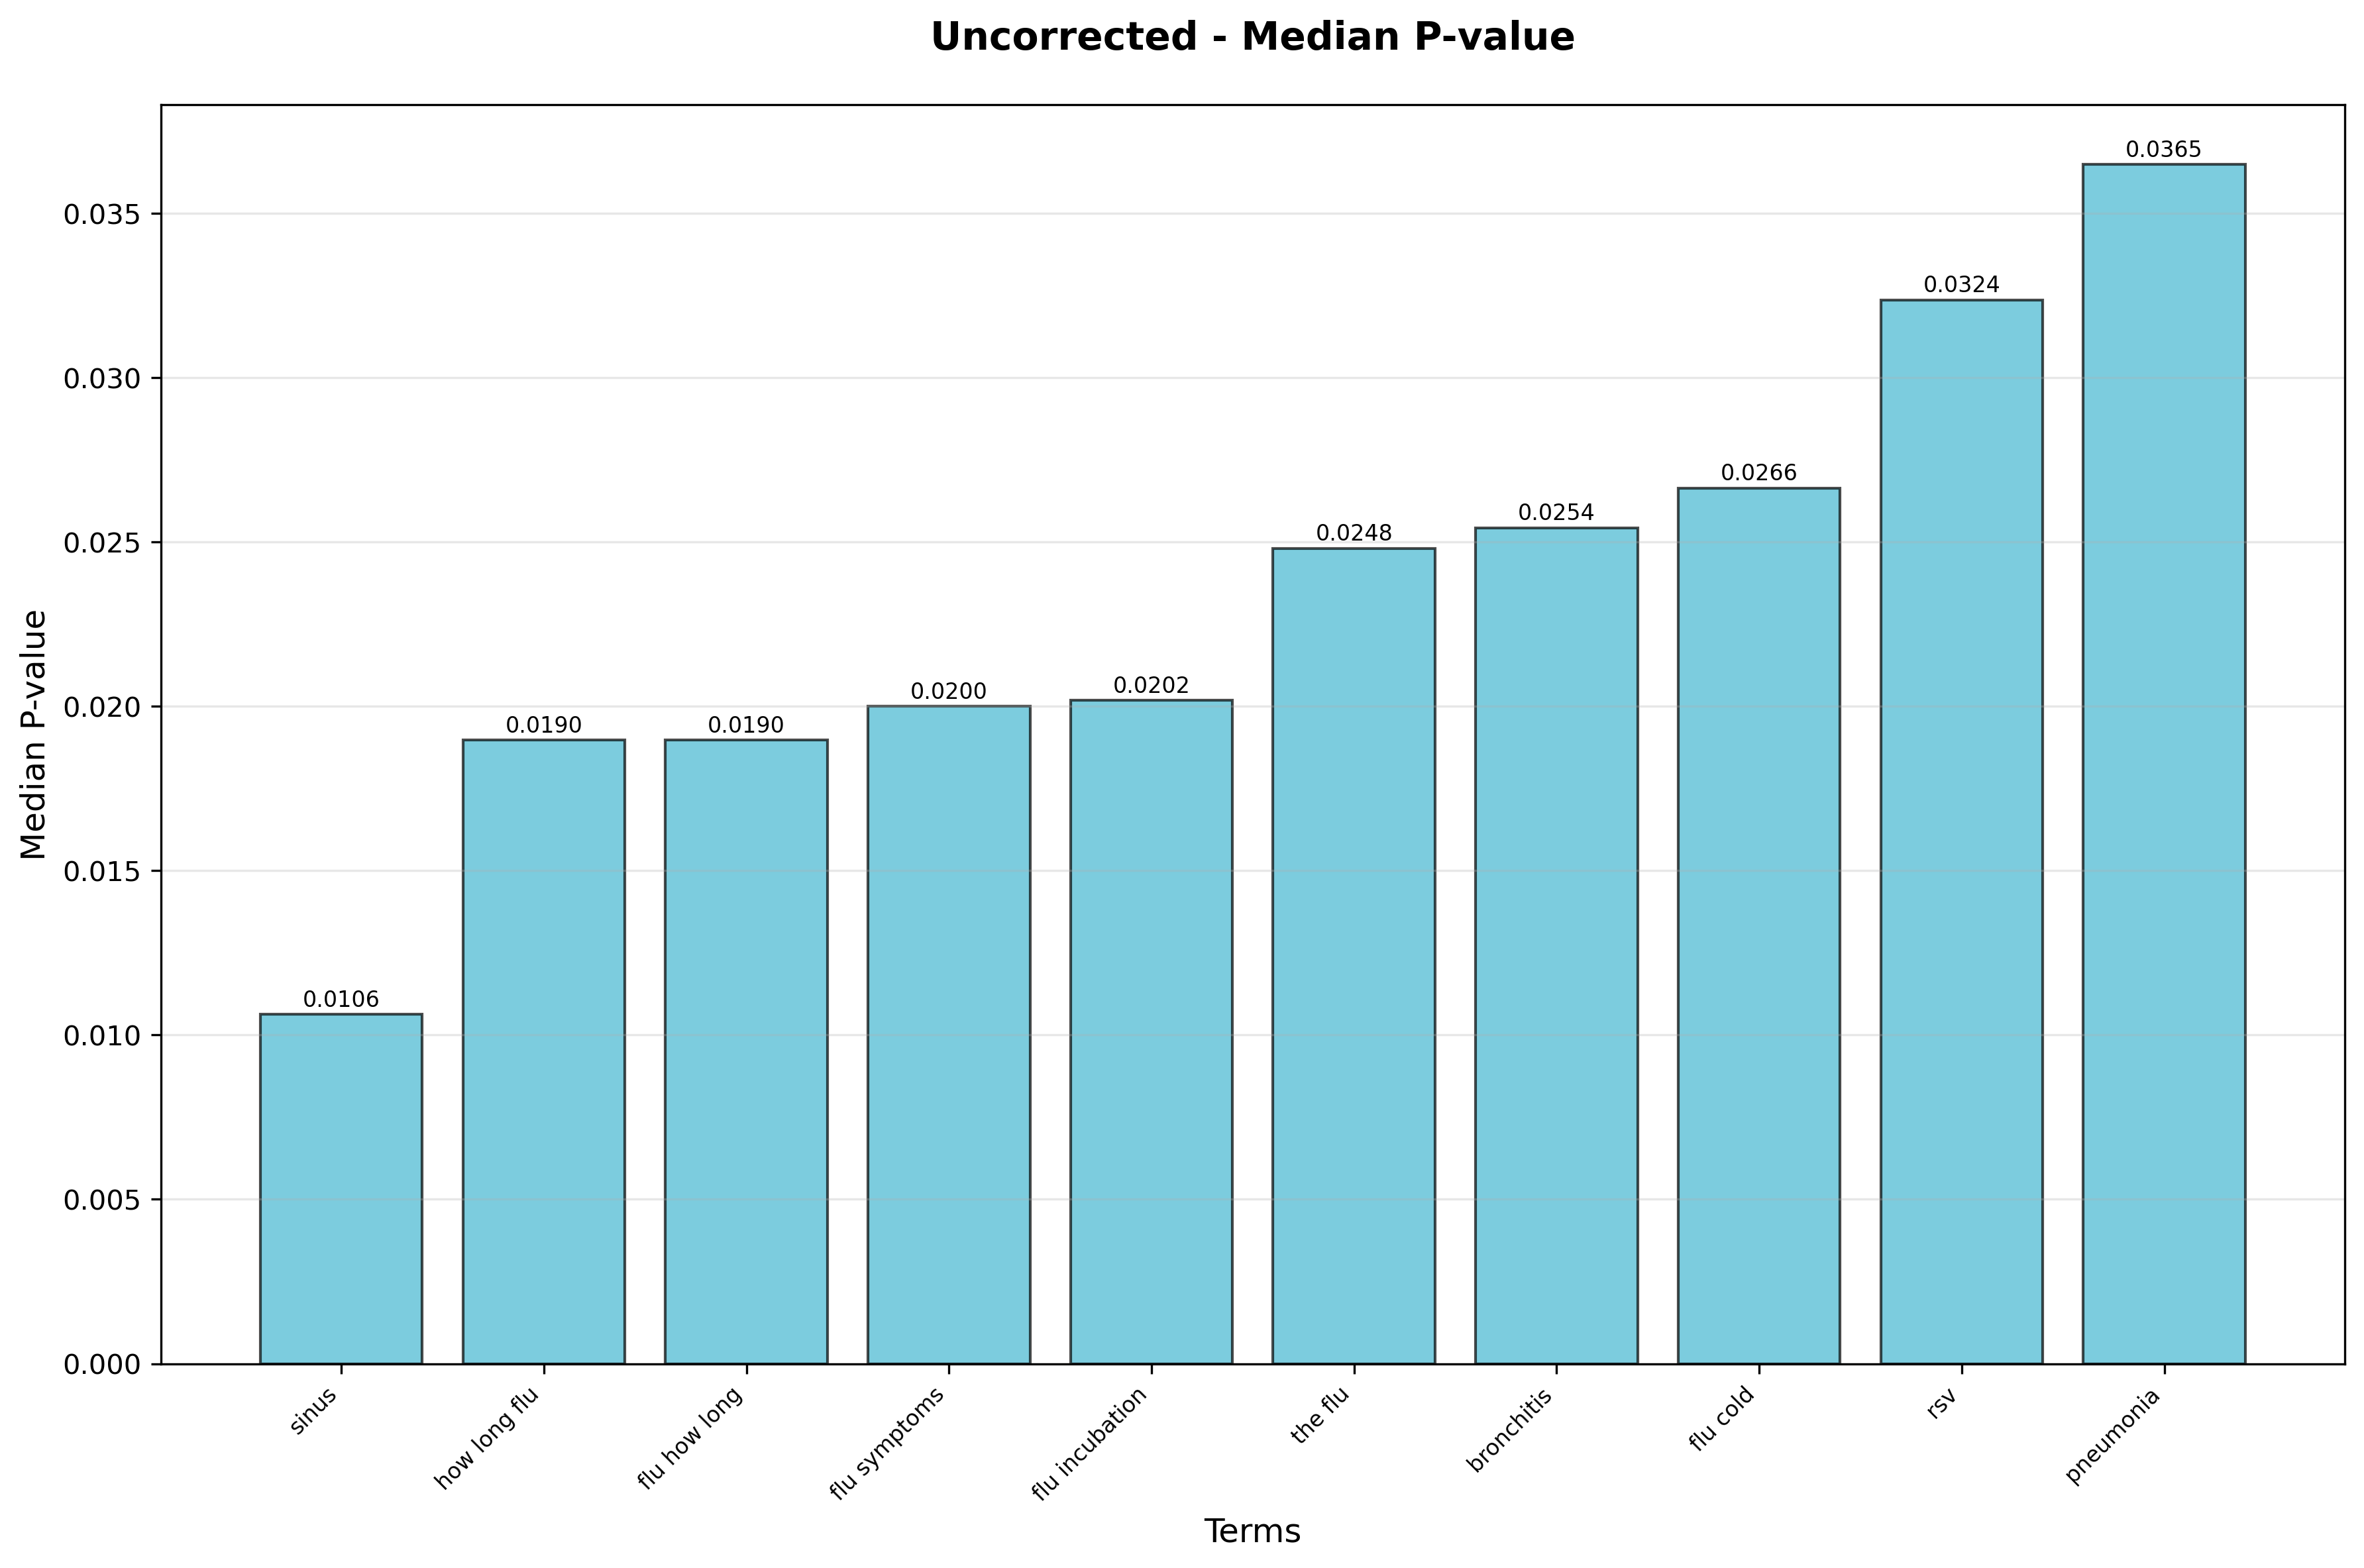 Uncorrected - Median P-value
Median P-value
0.035
0.030
0.025
0.020
0.015
0.010
0.005
0.000
0.0106
0.0190
0.0190
0.0200
0.0202
0.0248
0.0254
0.0266
0.0324
0.0365
sinus
how long flu
flu how long
flu symptoms
flu incubation
the flu
bronchitis
flu cold
rsv
pneumonia
Terms